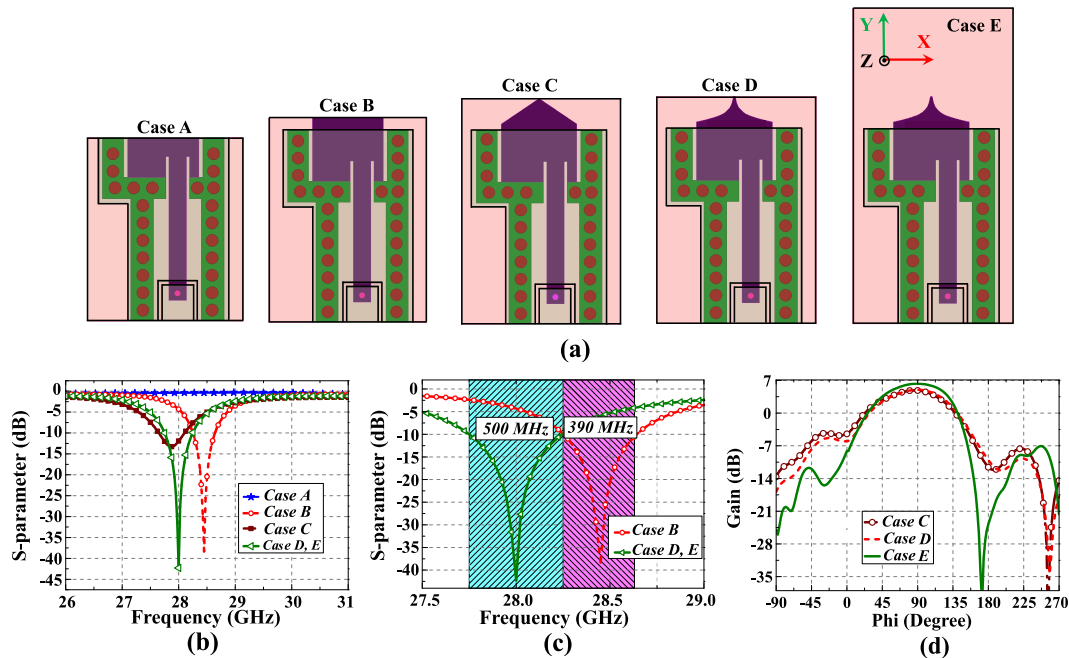 Case A
Case B
Case C
Case D
Case E
Y
X
Z
(a)
S-parameter (dB)
0
-5
-10
-15
-20
-25
-30
-35
-40
-45
26 27 28 29 30 31
Frequency (GHz)
Case A
Case B
Case C
Case D, E
(b)
S-parameter (dB)
0
-5
-10
-15
-20
-25
-30
-35
-40
27.5 28.0 28.5 29.0
Frequency (GHz)
500 MHz
390 MHz
Case B
Case D, E
(c)
Gain (dB)
7
0
-7
-14
-21
-28
-35
-90 -45 0 45 90 135 180 225 270
Phi (Degree)
Case C
Case D
Case E
(d)